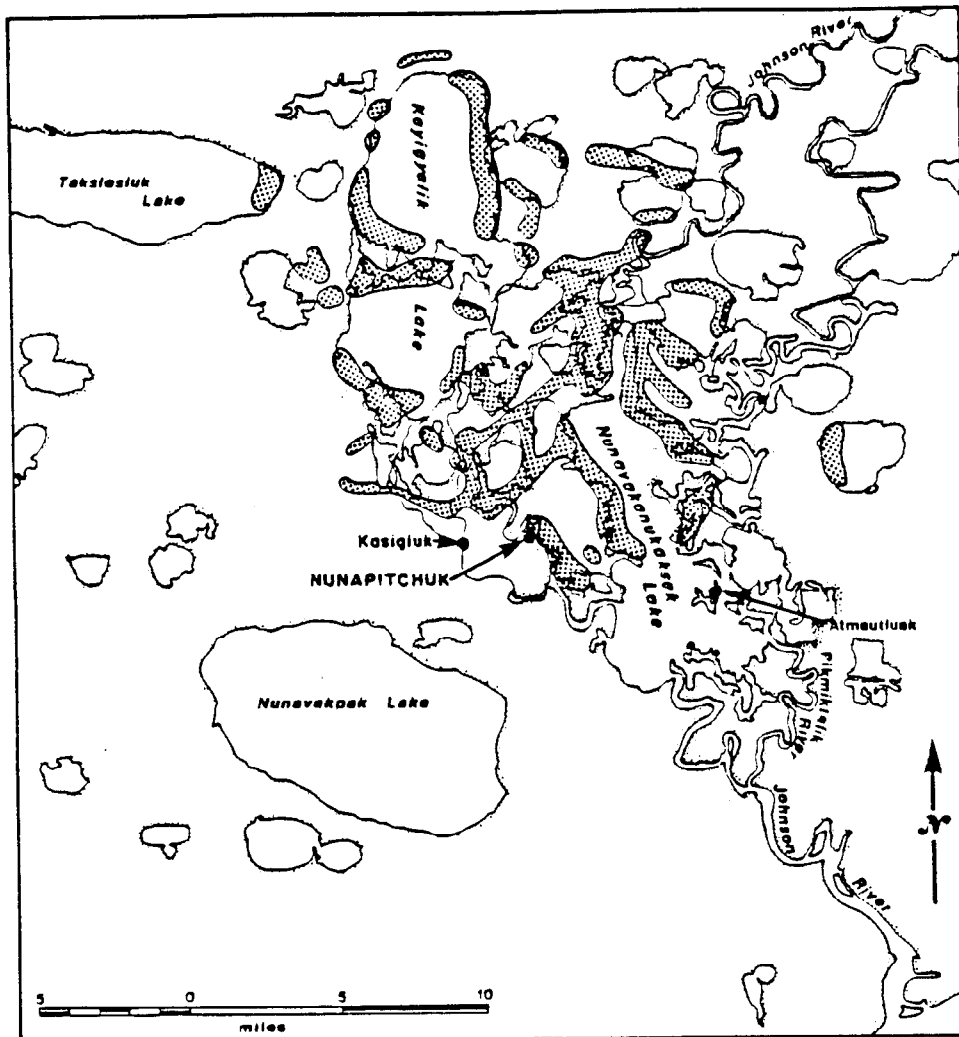 Johnson River
Kayigyalik
Lake
Takslesluk
Lake
Nunavakanukaksak
Lake
Kasigluk
NUNAPITCHUK
Atmautluak
Pikmiktalik
River
Nunavakpak Lake
Johnson
River
N
5 0 5 10
miles